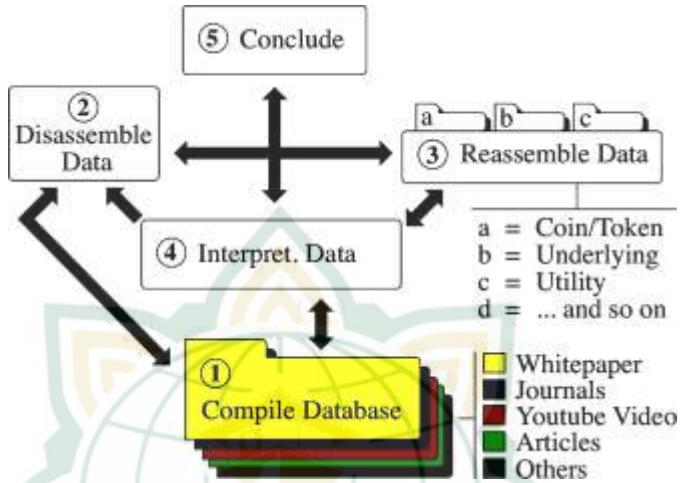 ⑤ Conclude
②
Disassemble
Data
a b c
③ Reassemble Data
④ Interpret. Data
a = Coin/Token
b = Underlying
c = Utility
d = ... and so on
①
Compile Database
Whitepaper
Journals
Youtube Video
Articles
Others